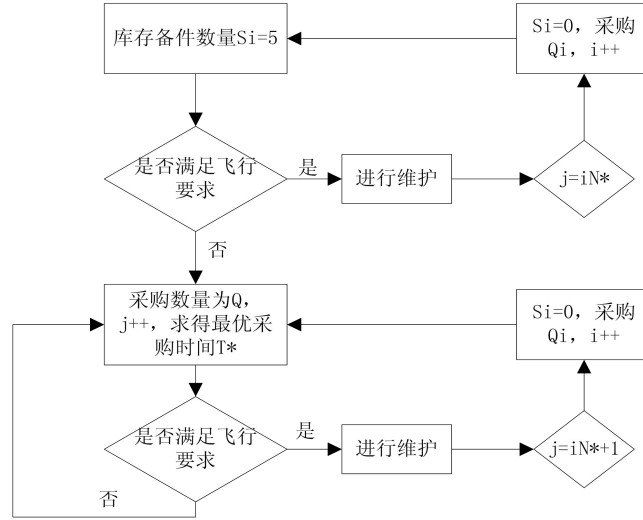 库存备件数量Si=5
Si=0，采购
Qi，i++
是否满足飞行
要求
是
进行维护
j=iN*
否
采购数量为Q，
j++，求得最优采
购时间T*
Si=0，采购
Qi，i++
是否满足飞行
要求
是
进行维护
j=iN*+1
否